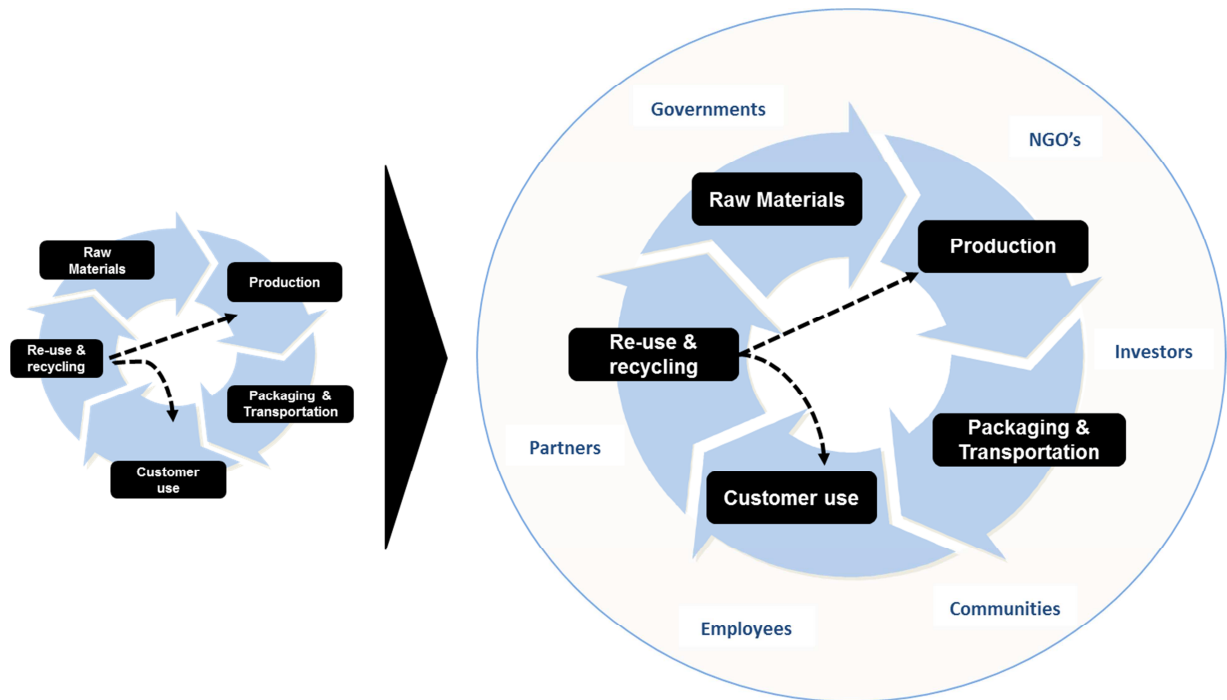 Raw
Materials
Production
Re-use &
recycling
Packaging &
Transportation
Customer
use
Governments
NGO's
Raw Materials
Production
Re-use &
recycling
Investors
Packaging &
Transportation
Partners
Customer use
Communities
Employees